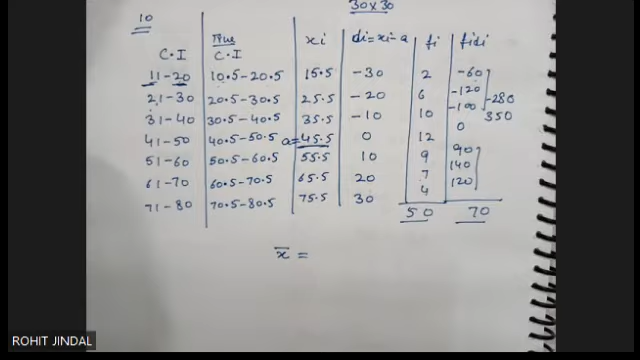 30x30
10
C.I True C.I xi di=xi-a fi fidi
11-20 10.5-20.5 15.5 -30 2 -60
21-30 20.5-30.5 25.5 -20 6 -120 -280
31-40 30.5-40.5 35.5 -10 10 -100 350
41-50 40.5-50.5 a=45.5 0 12 0
51-60 50.5-60.5 55.5 10 9 90
61-70 60.5-70.5 65.5 20 7 140
71-80 70.5-80.5 75.5 30 4 120
50 70
x̄ =
ROHIT JINDAL